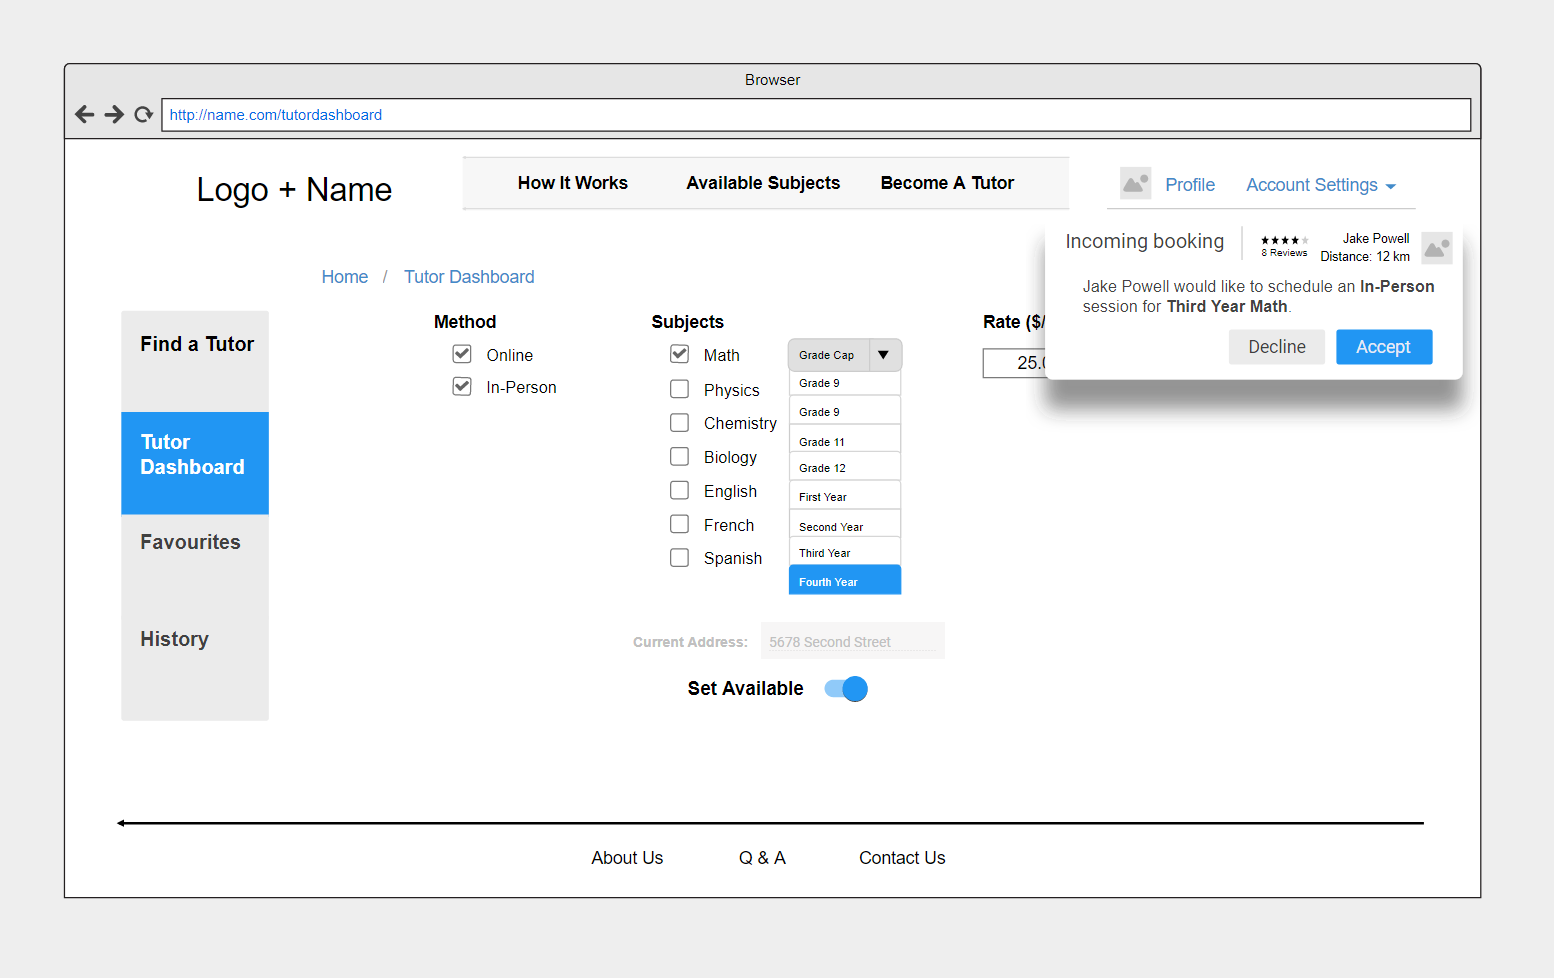 Browser
http://name.com/tutordashboard
Logo + Name
How It Works
Available Subjects
Become A Tutor
Profile
Account Settings
Incoming booking
8 Reviews
Jake Powell
Distance: 12 km
Jake Powell would like to schedule an In-Person
session for Third Year Math.
Decline
Accept
Home / Tutor Dashboard
Find a Tutor
Tutor
Dashboard
Favourites
History
Method
Online
In-Person
Subjects
Math
Physics
Chemistry
Biology
English
French
Spanish
Grade Cap
Grade 9
Grade 9
Grade 11
Grade 12
First Year
Second Year
Third Year
Fourth Year
Rate ($/
25.
Current Address:
5678 Second Street
Set Available
About Us
Q & A
Contact Us